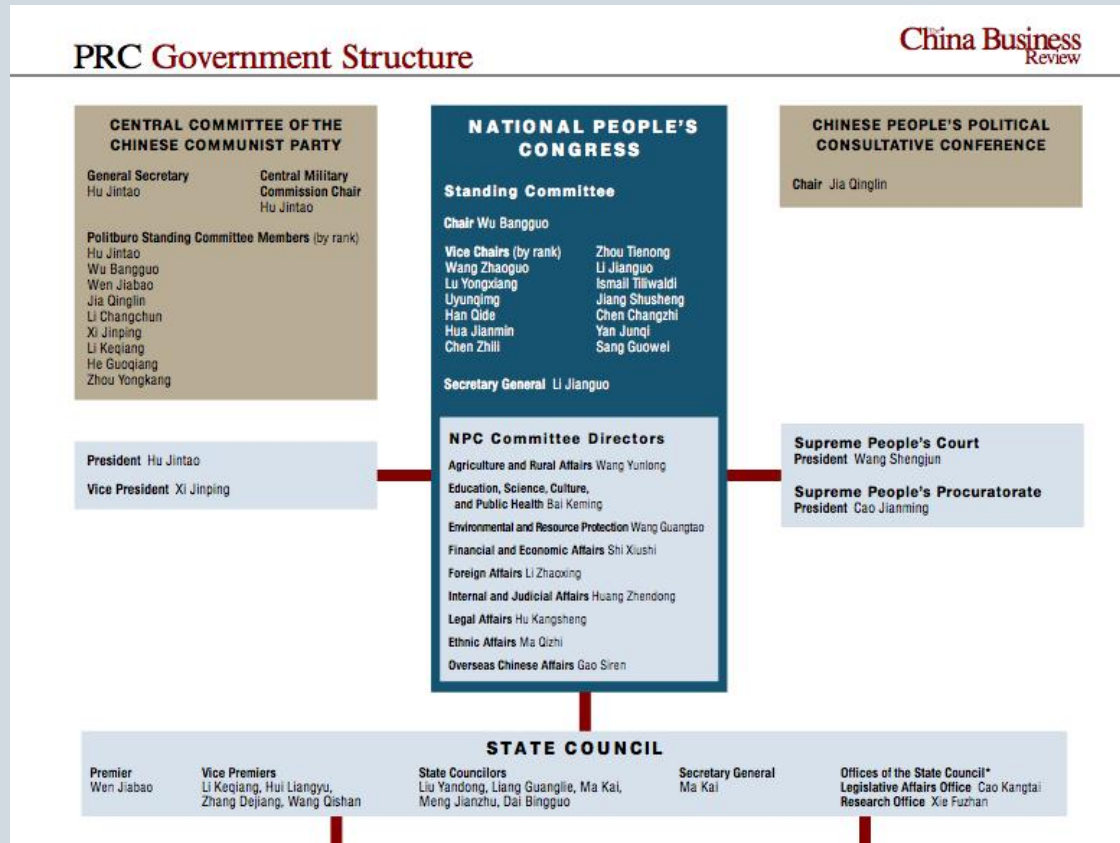 PRC Government Structure
The China Business
Review
CENTRAL COMMITTEE OF THE
CHINESE COMMUNIST PARTY
General Secretary
Hu Jintao
Central Military
Commission Chair
Hu Jintao
Politburo Standing Committee Members (by rank)
Hu Jintao
Wu Bangguo
Wen Jiabao
Jia Qinglin
Li Changchun
Xi Jinping
Li Keqiang
He Guoqiang
Zhou Yongkang
NATIONAL PEOPLE'S
CONGRESS
Standing Committee
Chair Wu Bangguo
Vice Chairs (by rank)
Wang Zhaoguo
Lu Yongxiang
Uyunqimg
Han Qide
Hua Jianmin
Chen Zhili
Zhou Tienong
Li Jianguo
Ismail Tiliwaldi
Jiang Shusheng
Chen Changzhi
Yan Junqi
Sang Guowei
Secretary General Li Jianguo
NPC Committee Directors
Agriculture and Rural Affairs Wang Yunlong
Education, Science, Culture,
and Public Health Bai Keming
Environmental and Resource Protection Wang Guangtao
Financial and Economic Affairs Shi Xiushi
Foreign Affairs Li Zhaoxing
Internal and Judicial Affairs Huang Zhendong
Legal Affairs Hu Kangsheng
Ethnic Affairs Ma Qizhi
Overseas Chinese Affairs Gao Siren
CHINESE PEOPLE'S POLITICAL
CONSULTATIVE CONFERENCE
Chair Jia Qinglin
President Hu Jintao
Vice President Xi Jinping
Supreme People's Court
President Wang Shengjun
Supreme People's Procuratorate
President Cao Jianming
STATE COUNCIL
Premier
Wen Jiabao
Vice Premiers
Li Keqiang, Hui Liangyu,
Zhang Dejiang, Wang Qishan
State Councilors
Liu Yandong, Liang Guanglie, Ma Kai,
Meng Jianzhu, Dai Bingguo
Secretary General
Ma Kai
Offices of the State Council*
Legislative Affairs Office Cao Kangtai
Research Office Xie Fuzhan